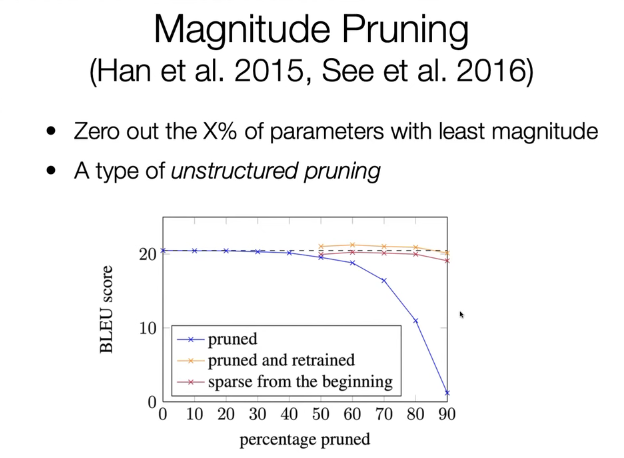 Magnitude Pruning
(Han et al. 2015, See et al. 2016)
• Zero out the X% of parameters with least magnitude
• A type of unstructured pruning
20
10
0
BLEU score
pruned
pruned and retrained
sparse from the beginning
0 10 20 30 40 50 60 70 80 90
percentage pruned